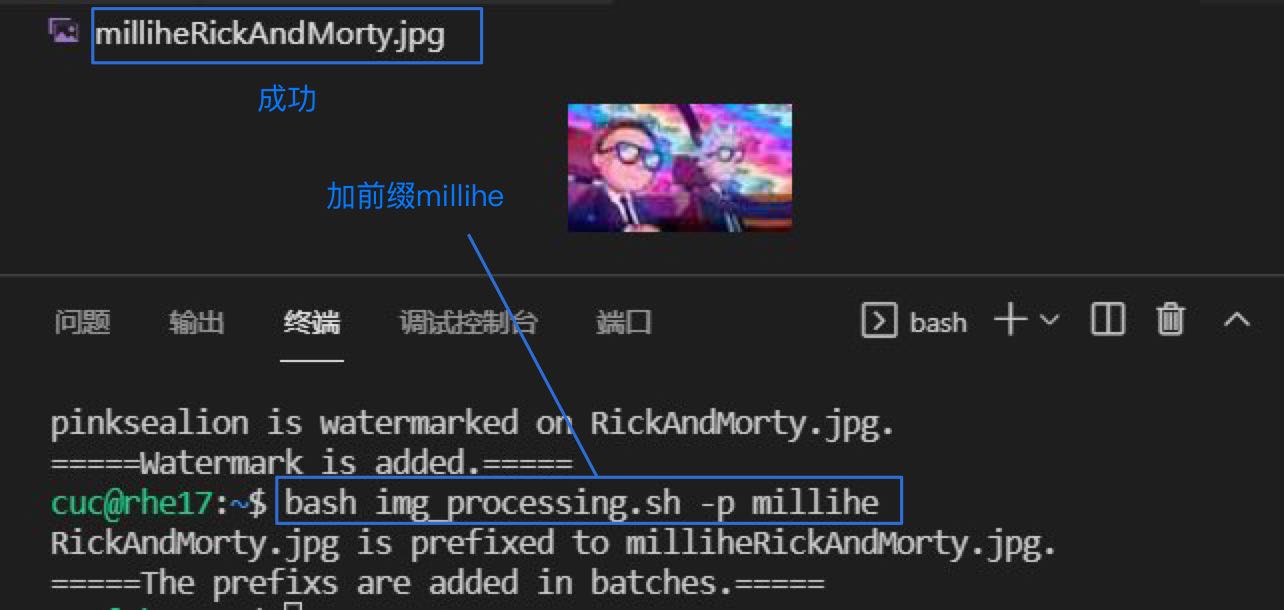 milliheRickAndMorty.jpg
成功
加前缀millihe
问题 输出 终端 调试控制台 端口 bash
pinksealion is watermarked on RickAndMorty.jpg.
=====Watermark is added.=====
cuc@rhe17:~$ bash img_processing.sh -p millihe
RickAndMorty.jpg is prefixed to milliheRickAndMorty.jpg.
=====The prefixs are added in batches.=====